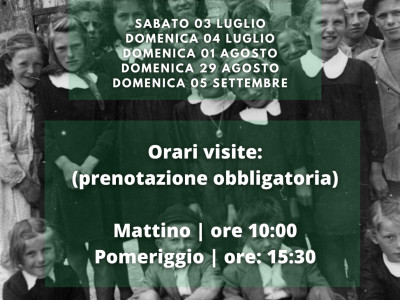 SABATO 03 LUGLIO
DOMENICA 04 LUGLIO
DOMENICA 01 AGOSTO
DOMENICA 29 AGOSTO
DOMENICA 05 SETTEMBRE
Orari visite:
(prenotazione obbligatoria)
Mattino | ore 10:00
Pomeriggio | ore: 15:30